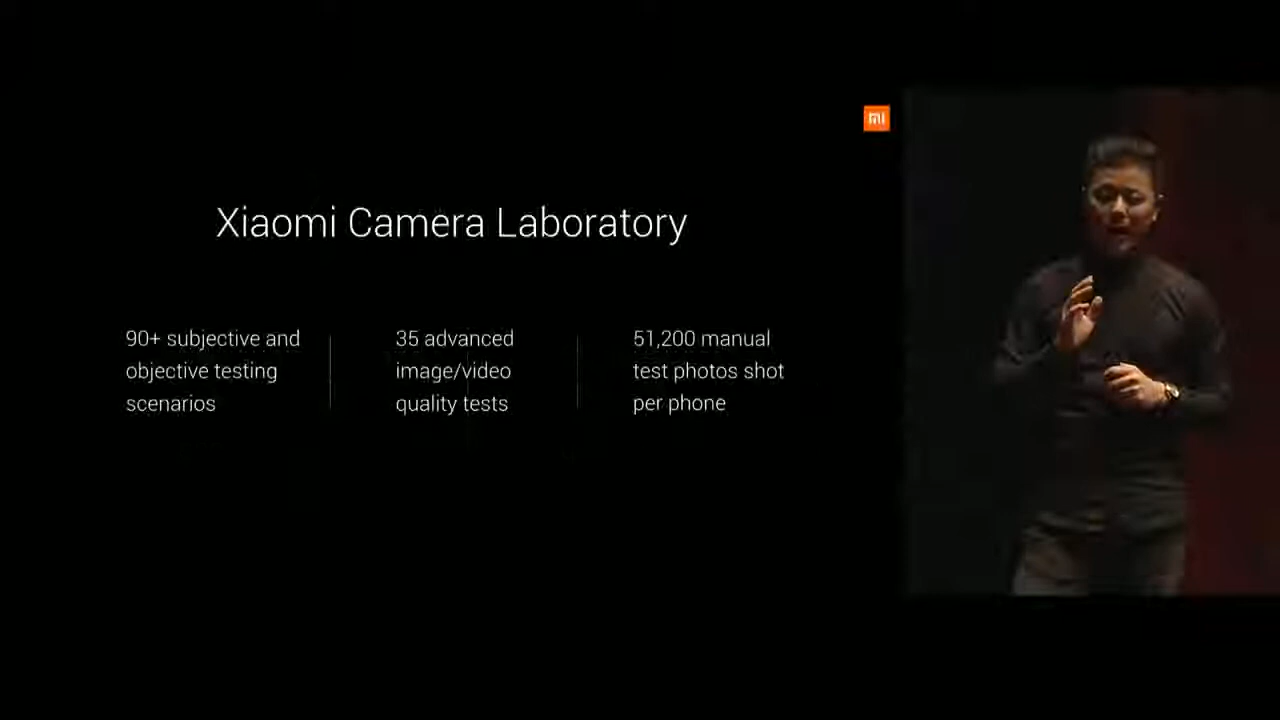 mi
Xiaomi Camera Laboratory
90+ subjective and
objective testing
scenarios
35 advanced
image/video
quality tests
51,200 manual
test photos shot
per phone